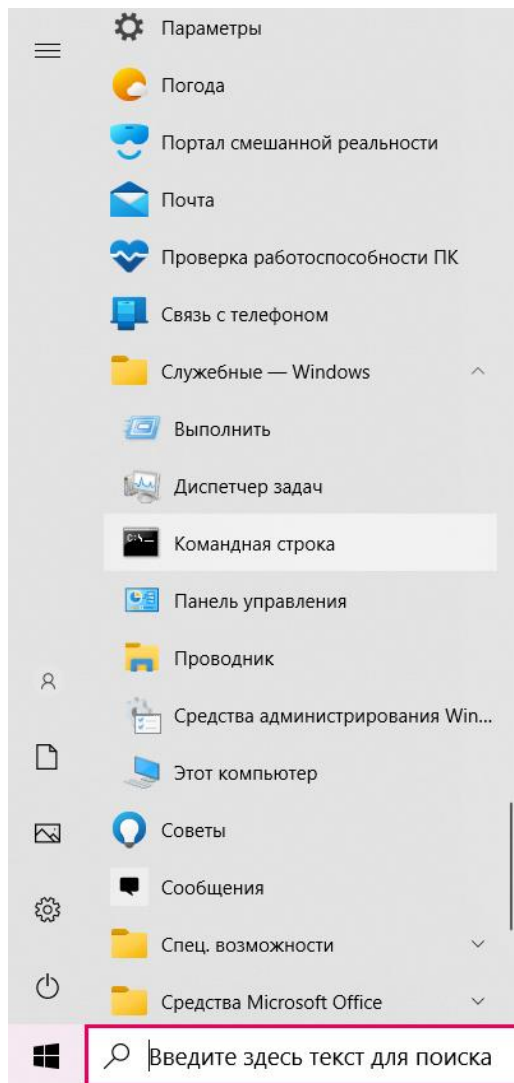 Параметры
Погода
Портал смешанной реальности
Почта
Проверка работоспособности ПК
Связь с телефоном
Служебные — Windows
Выполнить
Диспетчер задач
C:\_
Командная строка
Панель управления
Проводник
Средства администрирования Win...
Этот компьютер
Советы
Сообщения
Спец. возможности
Средства Microsoft Office
Введите здесь текст для поиска